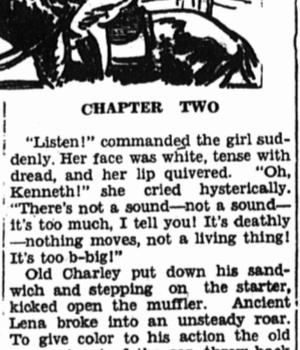 CHAPTER TWO
"Listen!" commanded the girl sud-
denly. Her face was white, tense with
dread, and her lip quivered. "Oh,
Kenneth!" she cried hysterically.
"There's not a sound—not a sound—
it's too much, I tell you! It's deathly
—nothing moves, not a living thing!
It's too b-big!"
Old Charley put down his sand-
wich and stepping on the starter,
kicked open the muffler. Ancient
Lena broke into an unsteady roar.
To give color to his action the old